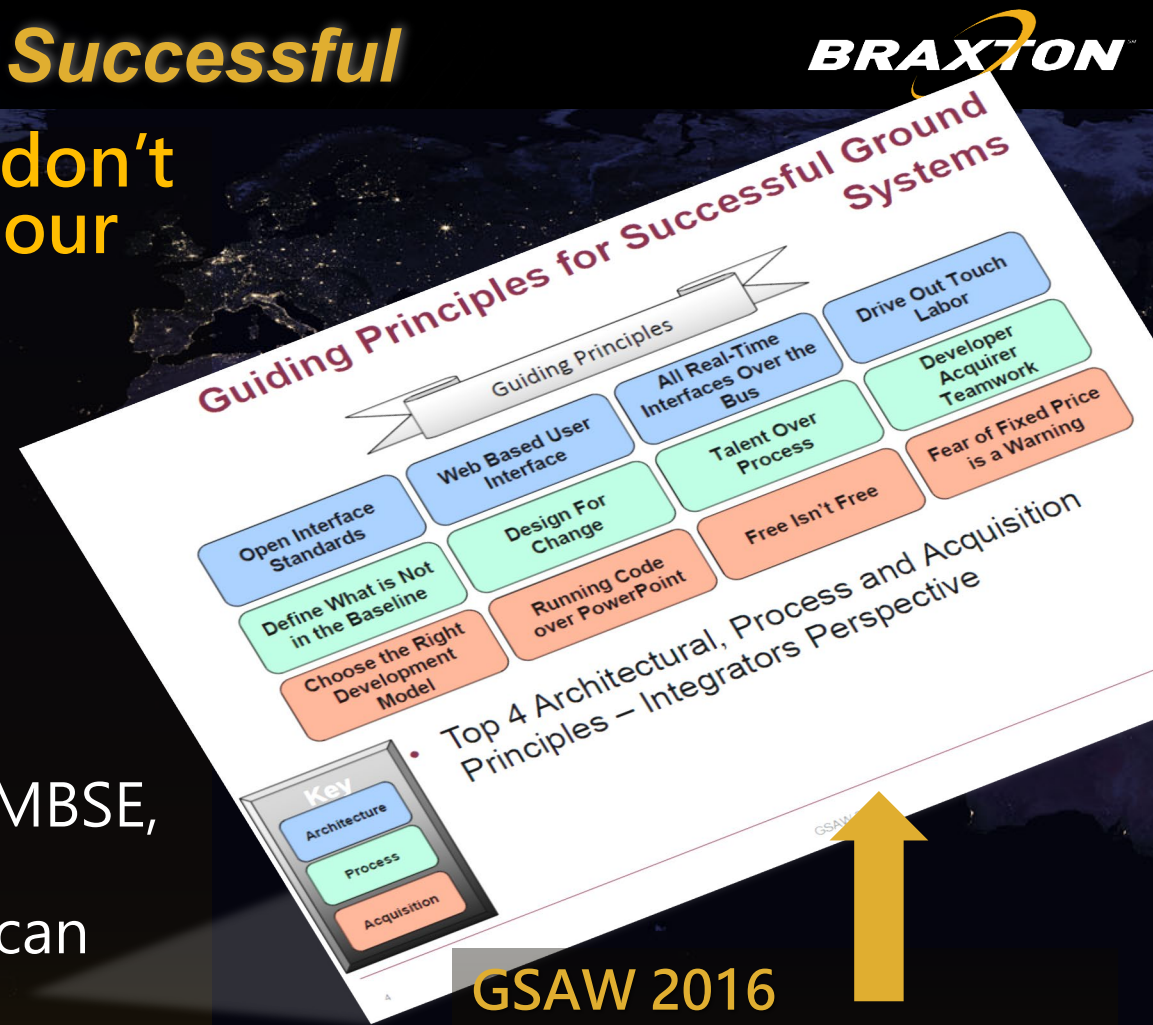 Successful
BRAXTON
don't
our
MBSE,
can
Guiding Principles for Successful Ground
Systems
Guiding Principles
Open Interface
Standards
Web Based User
Interface
All Real-Time
Interfaces Over the
Bus
Drive Out Touch
Labor
Define What is Not
in the Baseline
Design For
Change
Talent Over
Process
Developer
Acquirer
Teamwork
Choose the Right
Development
Model
Running Code
over PowerPoint
Free Isn't Free
Fear of Fixed Price
is a Warning
• Top 4 Architectural, Process and Acquisition
Principles – Integrators Perspective
Key
Architecture
Process
Acquisition
4
GSAW
GSAW 2016